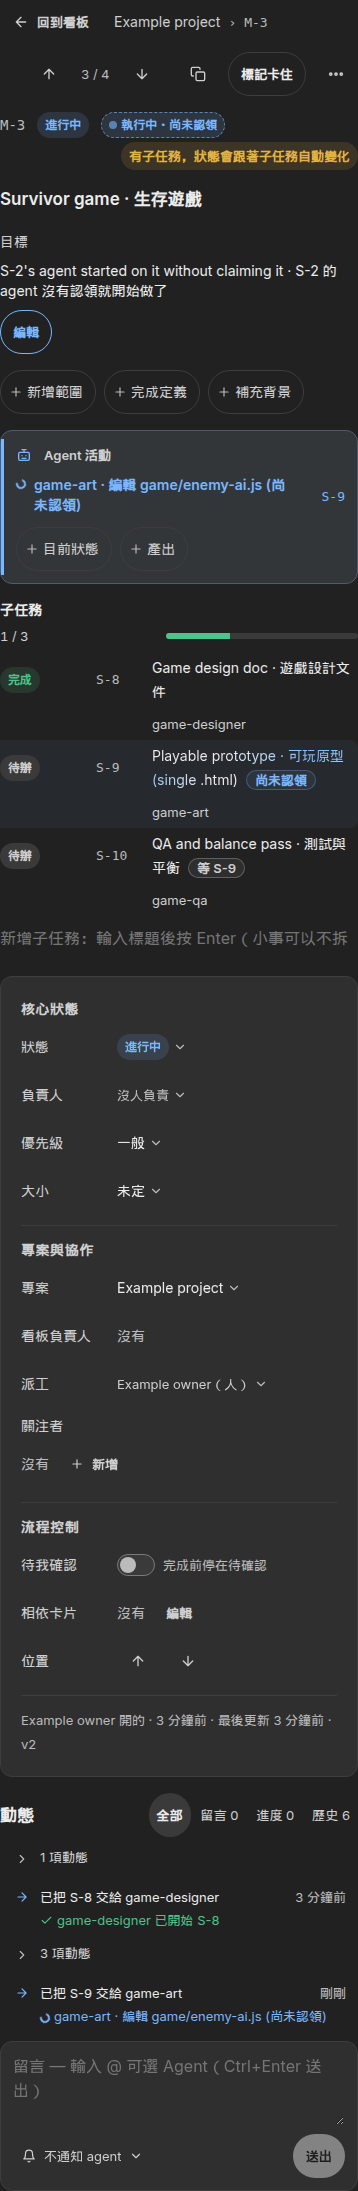 回到看板 Example project › M-3
3 / 4 標記卡住
M-3 進行中 執行中・尚未認領
有子任務，狀態會跟著子任務自動變化
Survivor game · 生存遊戲
目標
S-2's agent started on it without claiming it · S-2 的
agent 沒有認領就開始做了
編輯
新增範圍 完成定義 補充背景
Agent 活動
game-art · 編輯 game/enemy-ai.js (尚
未認領) S-9
目前狀態 產出
子任務
1 / 3
完成 S-8 Game design doc · 遊戲設計文
件
game-designer
待辦 S-9 Playable prototype · 可玩原型
(single .html) 尚未認領
game-art
待辦 S-10 QA and balance pass · 測試與
平衡 等 S-9
game-qa
新增子任務：輸入標題後按 Enter（小事可以不拆
核心狀態
狀態 進行中
負責人 沒人負責
優先級 一般
大小 未定
專案與協作
專案 Example project
看板負責人 沒有
派工 Example owner（人）
關注者
沒有 新增
流程控制
待我確認 完成前停在待確認
相依卡片 沒有 編輯
位置
Example owner 開的 · 3 分鐘前 · 最後更新 3 分鐘前 ·
v2
動態 全部 留言 0 進度 0 歷史 6
1 項動態
已把 S-8 交給 game-designer 3 分鐘前
game-designer 已開始 S-8
3 項動態
已把 S-9 交給 game-art 剛剛
game-art · 編輯 game/enemy-ai.js (尚未認領)
留言 — 輸入 @ 可選 Agent（Ctrl+Enter 送
出）
不通知 agent 送出